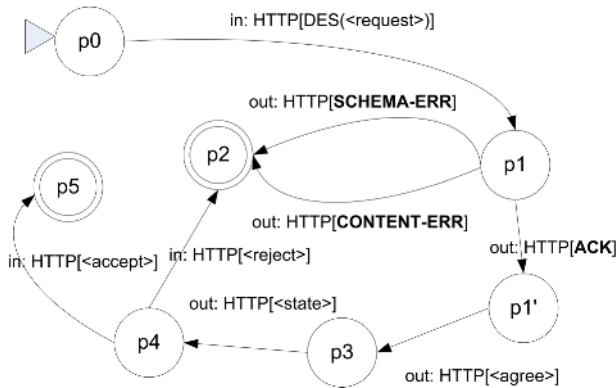 in: HTTP[DES(<request>)]
p0
out: HTTP[SCHEMA-ERR]
p2
p1
p5
out: HTTP[CONTENT-ERR]
out: HTTP[ACK]
in: HTTP[<accept>]
in: HTTP[<reject>]
out: HTTP[<state>]
p1'
p4
p3
out: HTTP[<agree>]